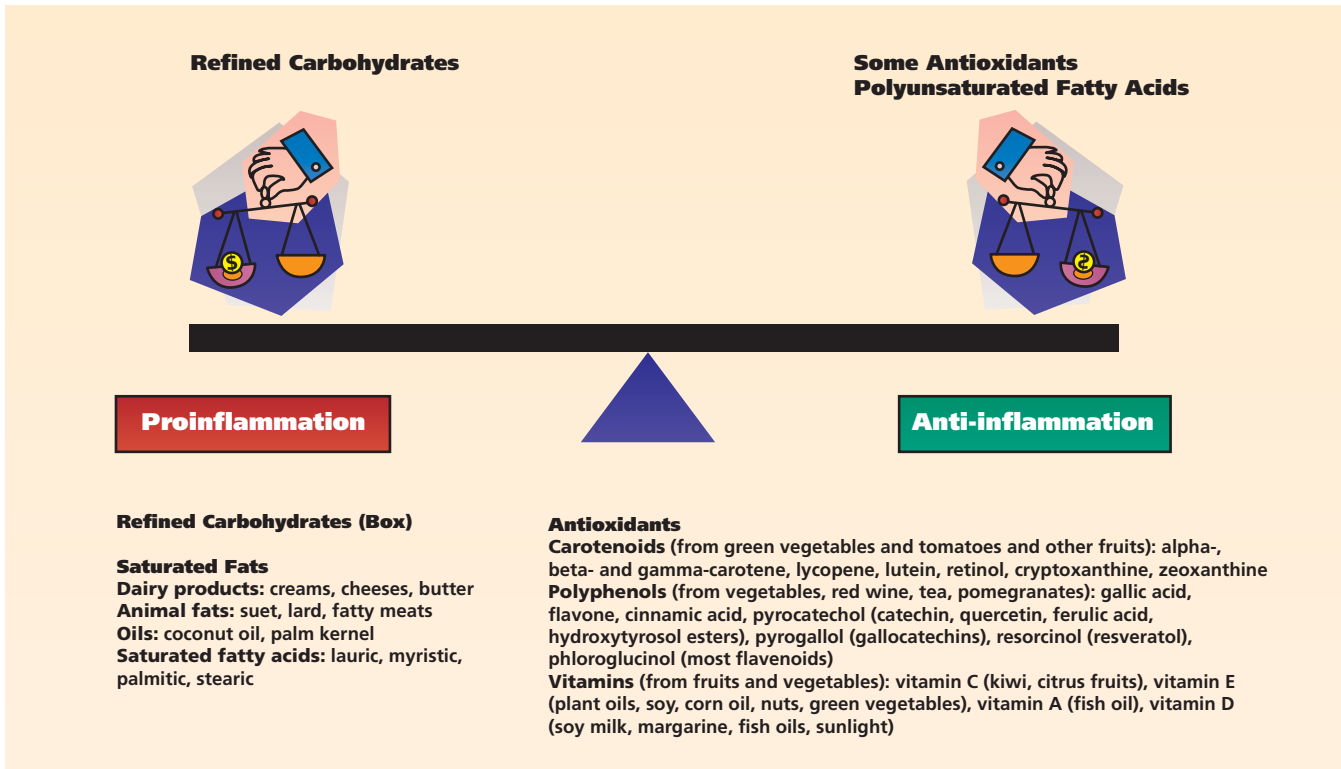 Refined Carbohydrates
Some Antioxidants
Polyunsaturated Fatty Acids
$
$
Proinflammation
Anti-inflammation
Refined Carbohydrates (Box)
Saturated Fats
Dairy products: creams, cheeses, butter
Animal fats: suet, lard, fatty meats
Oils: coconut oil, palm kernel
Saturated fatty acids: lauric, myristic,
palmitic, stearic
Antioxidants
Carotenoids (from green vegetables and tomatoes and other fruits): alpha-,
beta- and gamma-carotene, lycopene, lutein, retinol, cryptoxanthine, zeoxanthine
Polyphenols (from vegetables, red wine, tea, pomegranates): gallic acid,
flavone, cinnamic acid, pyrocatechol (catechin, quercetin, ferulic acid,
hydroxytyrosol esters), pyrogallol (gallocatechins), resorcinol (resveratol),
phloroglucinol (most flavenoids)
Vitamins (from fruits and vegetables): vitamin C (kiwi, citrus fruits), vitamin E
(plant oils, soy, corn oil, nuts, green vegetables), vitamin A (fish oil), vitamin D
(soy milk, margarine, fish oils, sunlight)